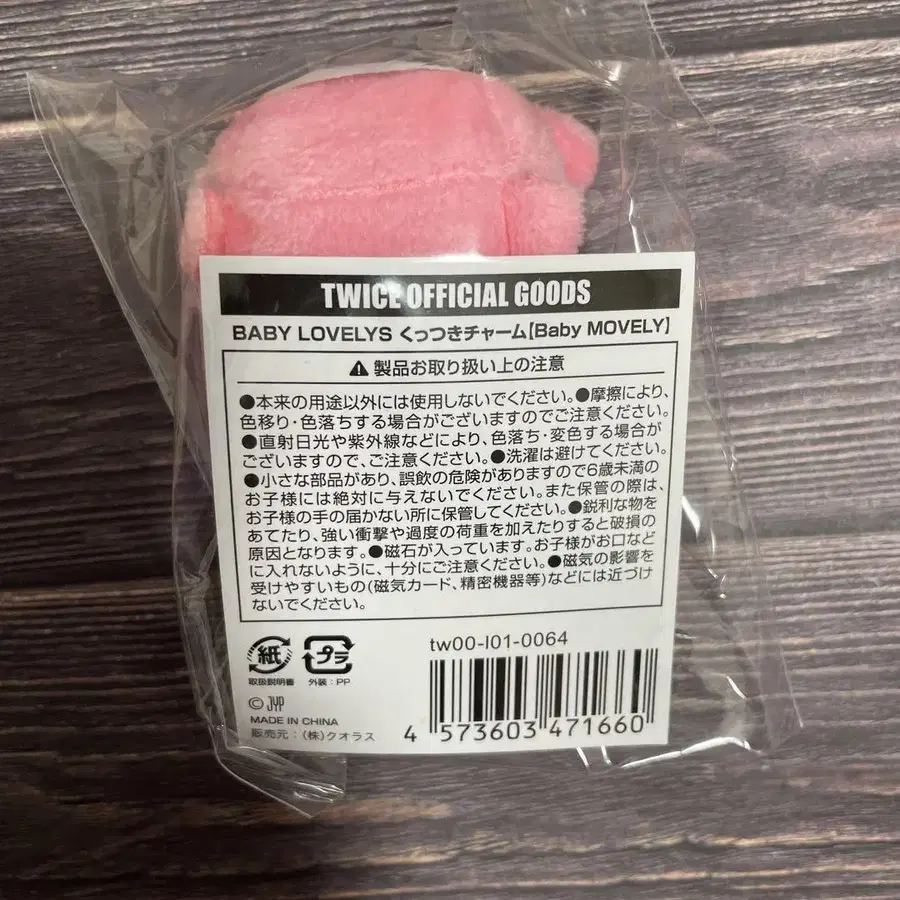 TWICE OFFICIAL GOODS
BABY LOVELYS くっつきチャーム【Baby MOVELY】
⚠ 製品お取り扱い上の注意
●本来の用途以外には使用しないでください。●摩擦により、
色移り・色落ちする場合がございますのでご注意ください。
●直射日光や紫外線などにより、色落ち・変色する場合が
ございますので、ご注意ください。●洗濯は避けてください。
●小さな部品があり、誤飲の危険がありますので6歳未満の
お子様には絶対に与えないでください。また保管の際は、
お子様の手の届かない所に保管してください。●鋭利な物を
あてたり、強い衝撃や過度の荷重を加えたりすると破損の
原因となります。●磁石が入っています。お子様がお口など
に入れないように、十分にご注意ください。●磁気の影響を
受けやすいもの(磁気カード、精密機器等)などには近づけ
ないでください。
紙
プラ
取扱説明書
外装：PP
tw00-I01-0064
© JYP
MADE IN CHINA
販売元：(株)クオラス
4 573603 471660